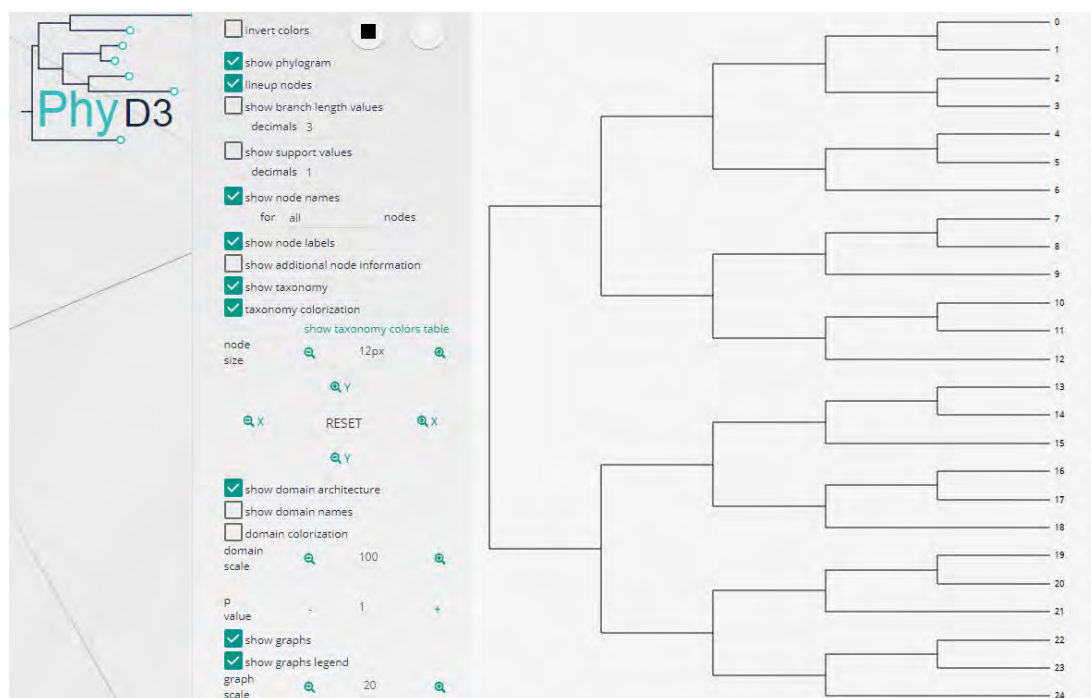 PhyD3
invert colors
show phylogram
lineup nodes
show branch length values
decimals 3
show support values
decimals 1
show node names
for all nodes
show node labels
show additional node information
show taxonomy
taxonomy colorization
show taxonomy colors table
node size 12px
Y
X RESET X
Y
show domain architecture
show domain names
domain colorization
domain scale 100
p value - 1 +
show graphs
show graphs legend
graph scale 20
0
1
2
3
4
5
6
7
8
9
10
11
12
13
14
15
16
17
18
19
20
21
22
23
24